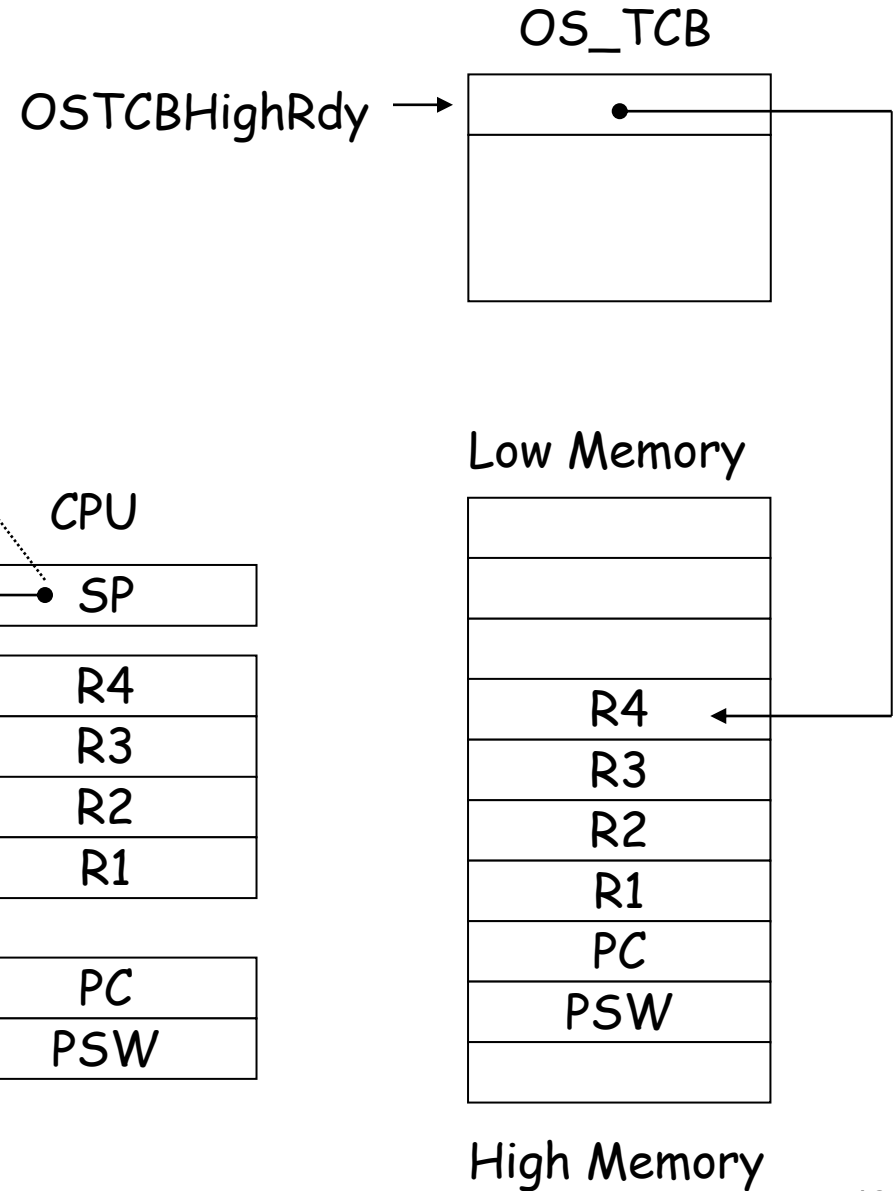 OS_TCB
OSTCBHighRdy
Low Memory
CPU
SP
R4
R3
R2
R1
PC
PSW
R4
R3
R2
R1
PC
PSW
High Memory